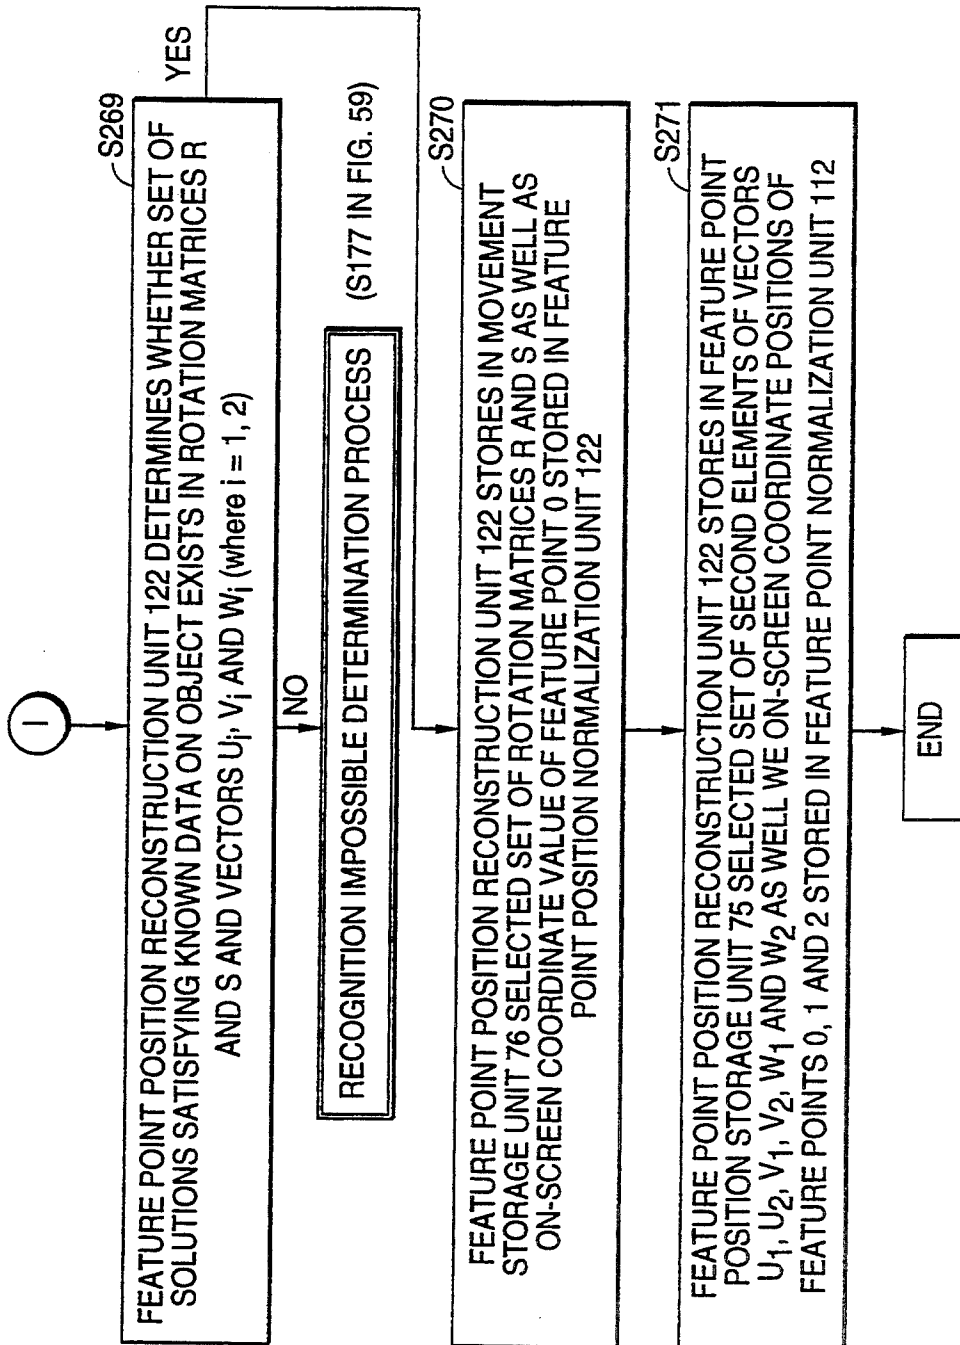 I
S269
FEATURE POINT POSITION RECONSTRUCTION UNIT 122 DETERMINES WHETHER SET OF
SOLUTIONS SATISFYING KNOWN DATA ON OBJECT EXISTS IN ROTATION MATRICES R
AND S AND VECTORS Ui, Vi AND Wi (where i = 1, 2)
YES
NO
RECOGNITION IMPOSSIBLE DETERMINATION PROCESS
(S177 IN FIG. 59)
S270
FEATURE POINT POSITION RECONSTRUCTION UNIT 122 STORES IN MOVEMENT
STORAGE UNIT 76 SELECTED SET OF ROTATION MATRICES R AND S AS WELL AS
ON-SCREEN COORDINATE VALUE OF FEATURE POINT 0 STORED IN FEATURE
POINT POSITION NORMALIZATION UNIT 122
S271
FEATURE POINT POSITION RECONSTRUCTION UNIT 122 STORES IN FEATURE POINT
POSITION STORAGE UNIT 75 SELECTED SET OF SECOND ELEMENTS OF VECTORS
U1, U2, V1, V2, W1 AND W2 AS WELL WE ON-SCREEN COORDINATE POSITIONS OF
FEATURE POINTS 0, 1 AND 2 STORED IN FEATURE POINT NORMALIZATION UNIT 112
END